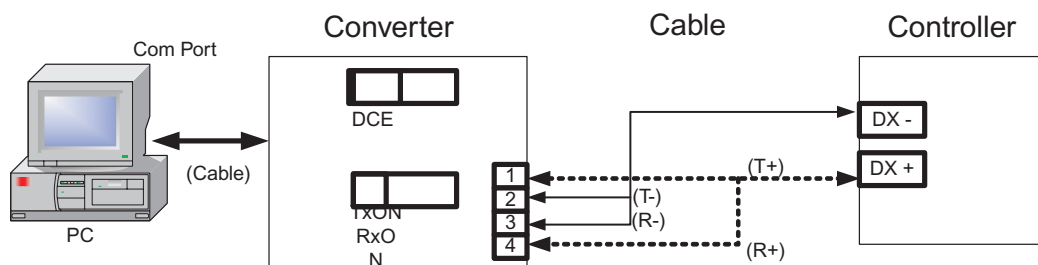 Converter
Cable
Controller
Com Port
(Cable)
PC
DCE
TxON
RxO
N
1
2
3
4
(T+)
(T-)
(R-)
(R+)
DX -
DX +